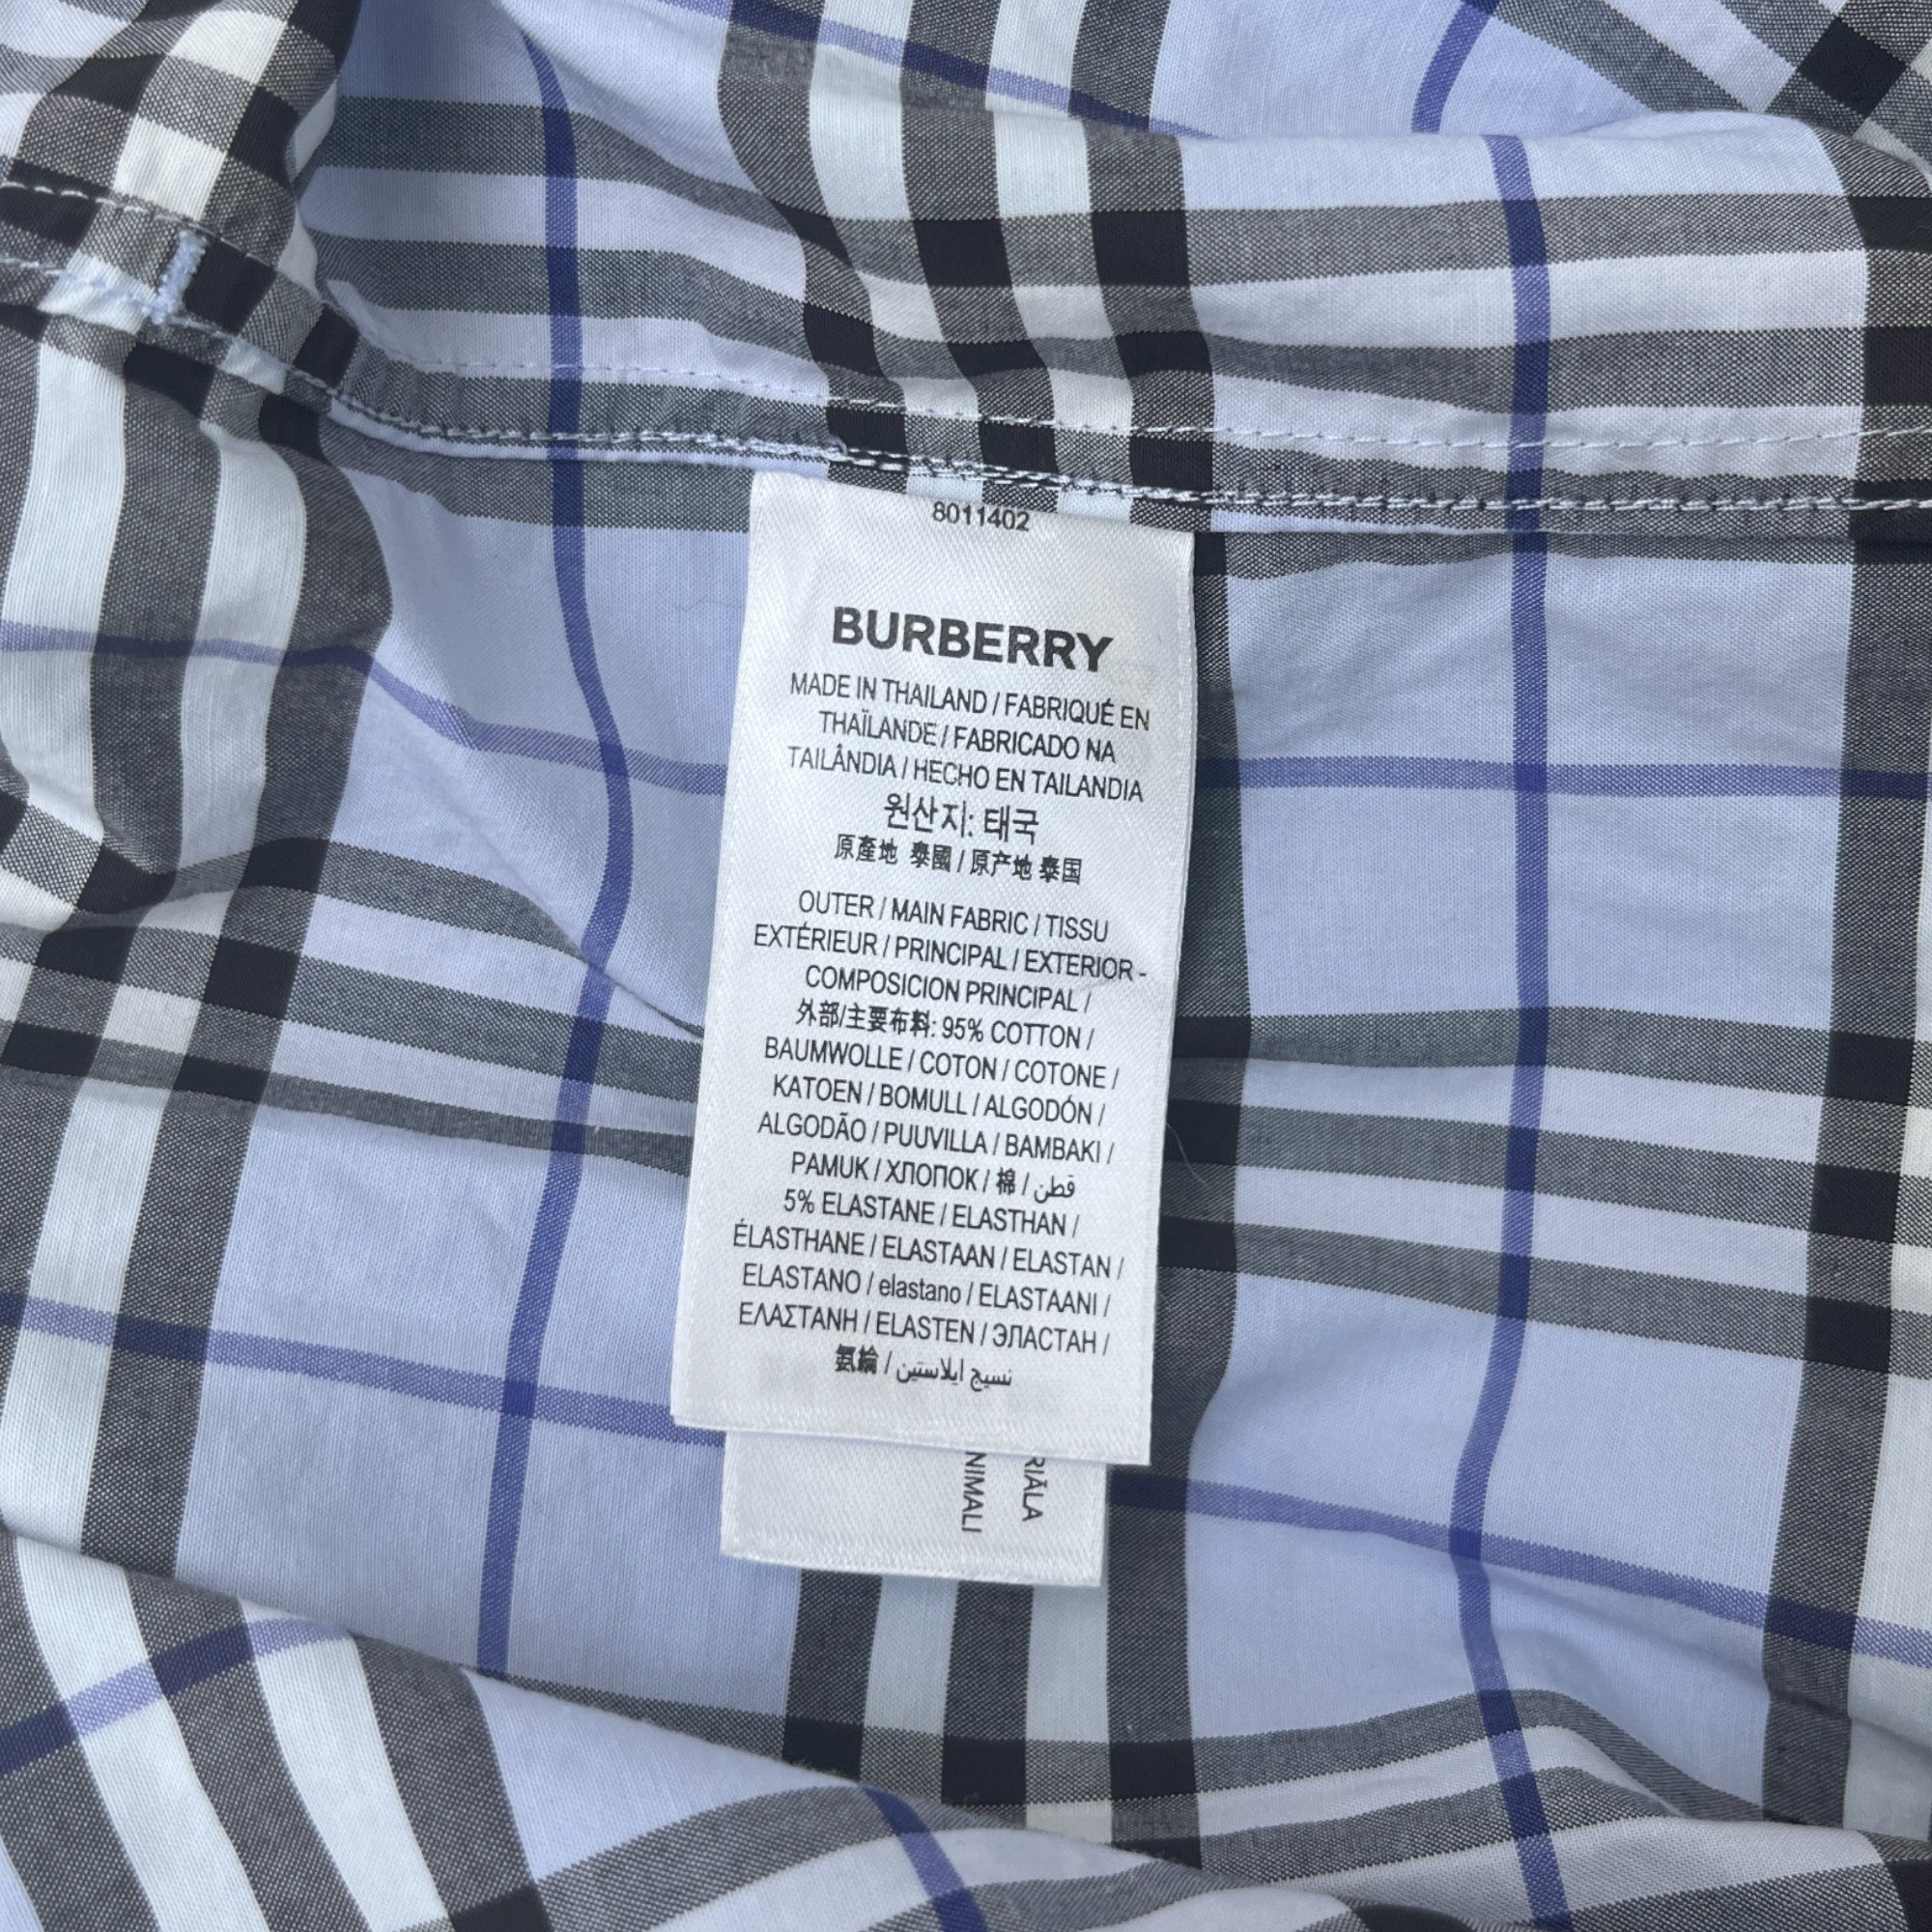 8011402
BURBERRY
MADE IN THAILAND / FABRIQUÉ EN
THAÏLANDE / FABRICADO NA
TAILÂNDIA / HECHO EN TAILANDIA
원산지: 태국
原產地 泰國 / 原产地 泰国
OUTER / MAIN FABRIC / TISSU
EXTÉRIEUR / PRINCIPAL / EXTERIOR -
COMPOSICION PRINCIPAL /
外部/主要布料: 95% COTTON /
BAUMWOLLE / COTON / COTONE /
KATOEN / BOMULL / ALGODÓN /
ALGODÃO / PUUVILLA / BAMBAKI /
PAMUK / ХЛОПОК / 棉 / قطن
5% ELASTANE / ELASTHAN /
ÉLASTHANE / ELASTAAN / ELASTAN /
ELASTANO / elastano / ELASTAANI /
ΕΛΑΣΤΑΝΗ / ELASTEN / ЭЛАСТАН /
氨綸 / نسيج ايلاستين
RIĀLA
NIMALI